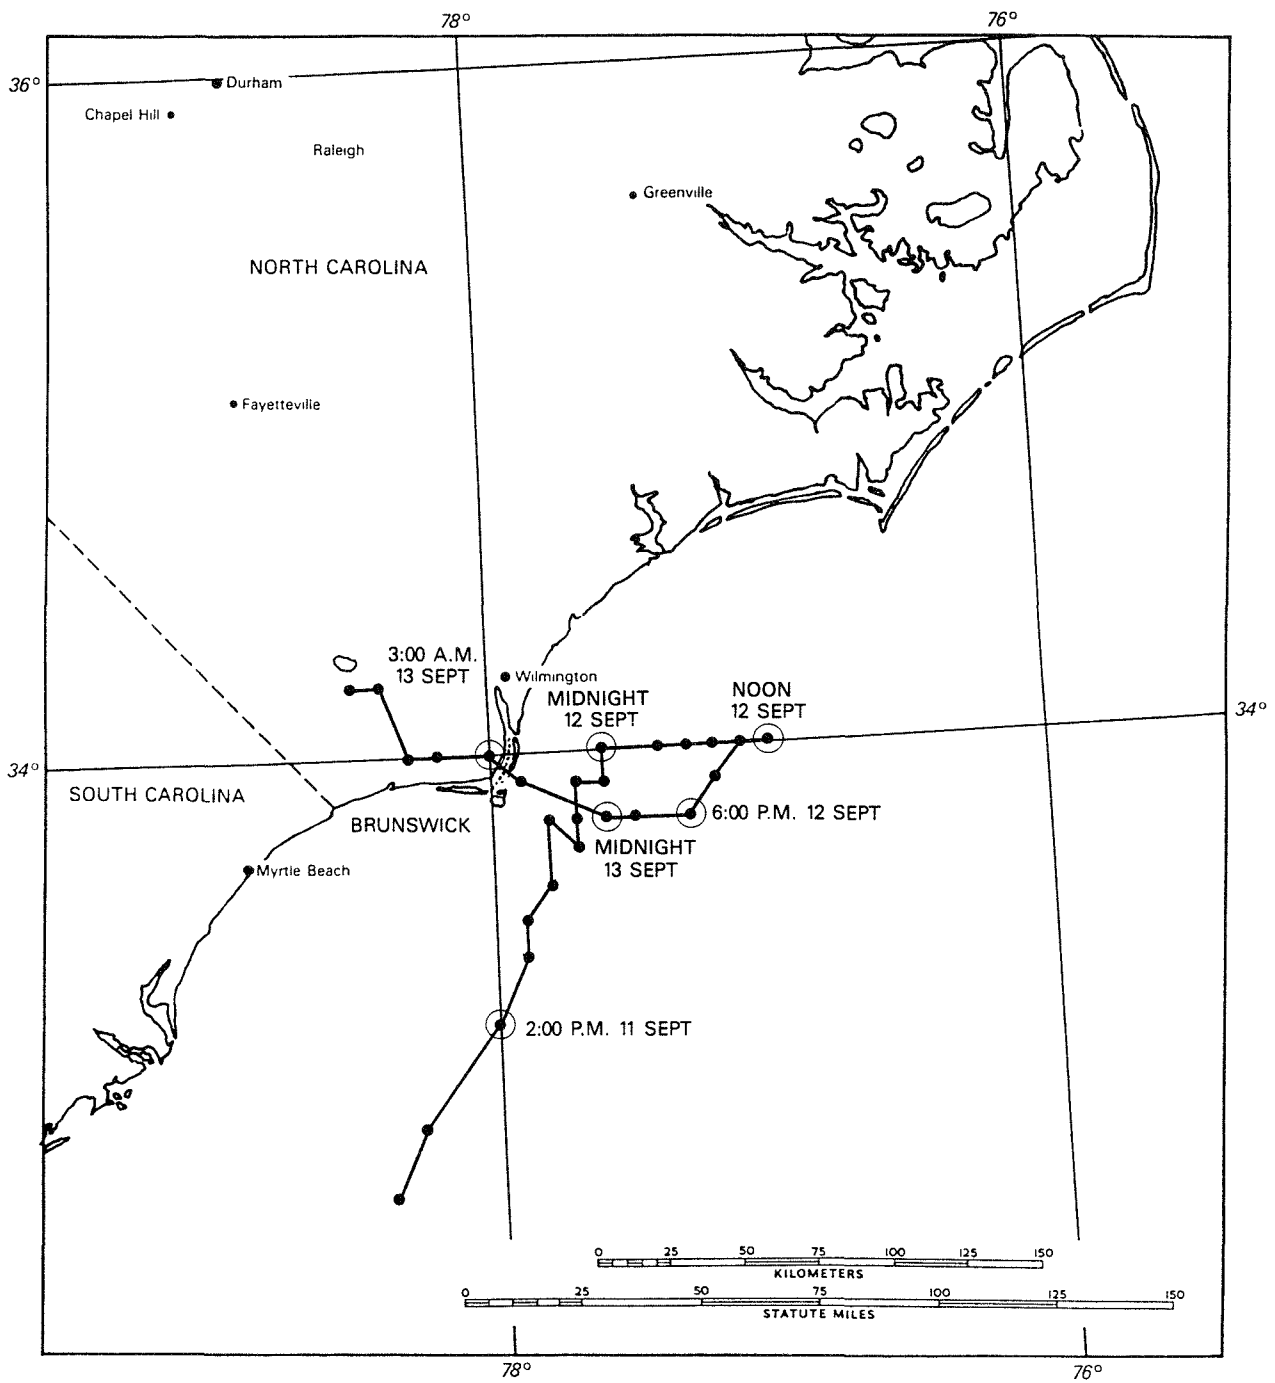 78° 76°
36°
Durham
Chapel Hill
Raleigh
Greenville
NORTH CAROLINA
Fayetteville
3:00 A.M.
13 SEPT
Wilmington
MIDNIGHT
12 SEPT
NOON
12 SEPT
34°
34°
SOUTH CAROLINA
BRUNSWICK
6:00 P.M. 12 SEPT
MIDNIGHT
13 SEPT
Myrtle Beach
2:00 P.M. 11 SEPT
0 25 50 75 100 125 150
KILOMETERS
0 25 50 75 100 125 150
STATUTE MILES
78° 76°